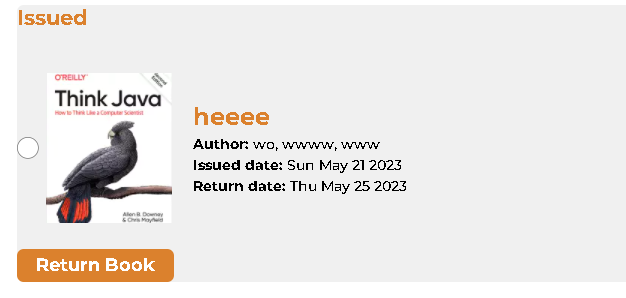 Issued
O'REILLY®
Second
Edition
Think Java
How to Think Like a Computer Scientist
Allen B. Downey
& Chris Mayfield
heeee
Author: wo, wwww, www
Issued date: Sun May 21 2023
Return date: Thu May 25 2023
Return Book